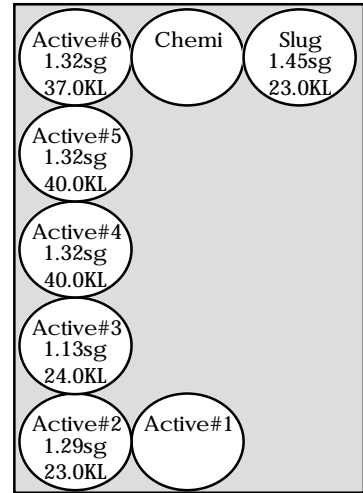 Active#6
1.32sg
37.0KL
Chemi
Slug
1.45sg
23.0KL
Active#5
1.32sg
40.0KL
Active#4
1.32sg
40.0KL
Active#3
1.13sg
24.0KL
Active#2
1.29sg
23.0KL
Active#1